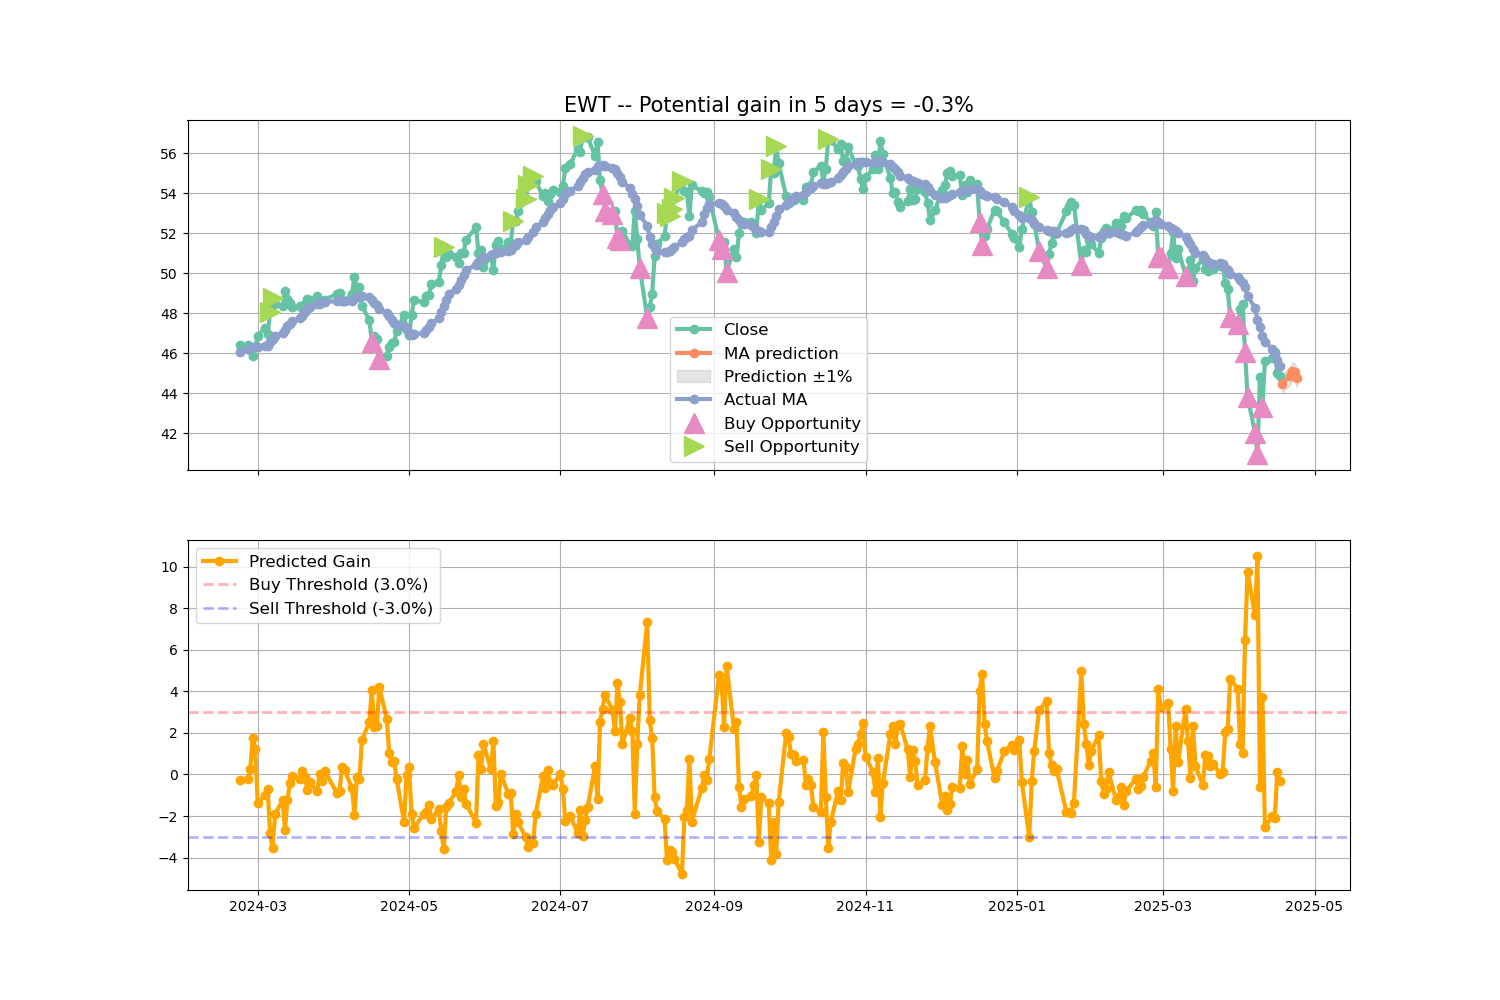 EWT -- Potential gain in 5 days = -0.3%
56
54
52
50
48
46
44
42
Close
MA prediction
Prediction ±1%
Actual MA
Buy Opportunity
Sell Opportunity
Predicted Gain
Buy Threshold (3.0%)
Sell Threshold (-3.0%)
10
8
6
4
2
0
−2
−4
2024-03
2024-05
2024-07
2024-09
2024-11
2025-01
2025-03
2025-05